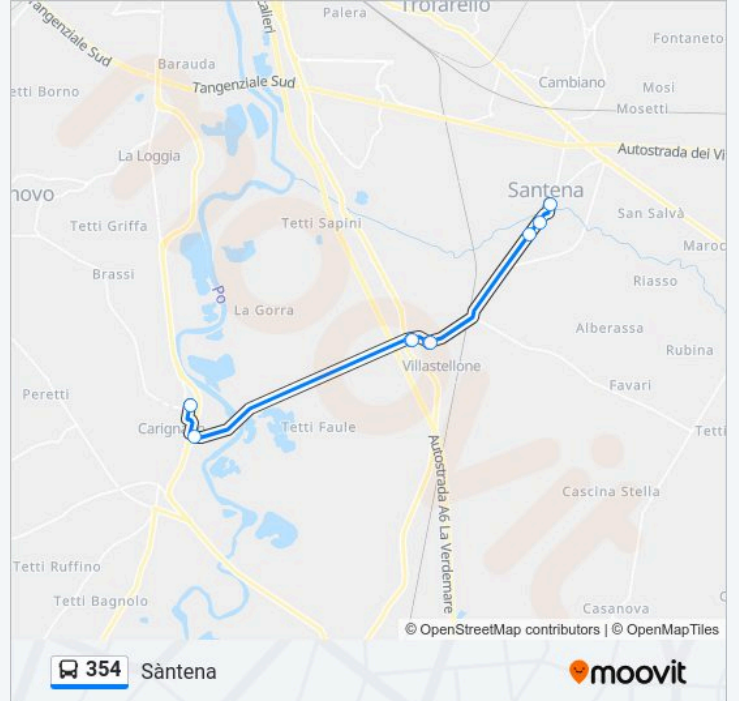 Trofarello
Palera
Tangenziale Sud
Fontaneto
Barauda
Cambiano
Mosi
Tangenziale Sud
etti Borno
Mosetti
Autostrada dei Vi
La Loggia
Santena
novo
San Salvà
Tetti Griffa
Tetti Sapini
Maroc
Brassi
Riasso
Po
La Gorra
Alberassa
Rubina
Villastellone
Favari
Peretti
Carigna
Tetti Faule
Tetti
Autostrada A6 La Verdemare
Cascina Stella
Tetti Ruffino
Tetti Bagnolo
Casanova
C
© OpenStreetMap contributors | © OpenMapTiles
354 Sàntena
moovit